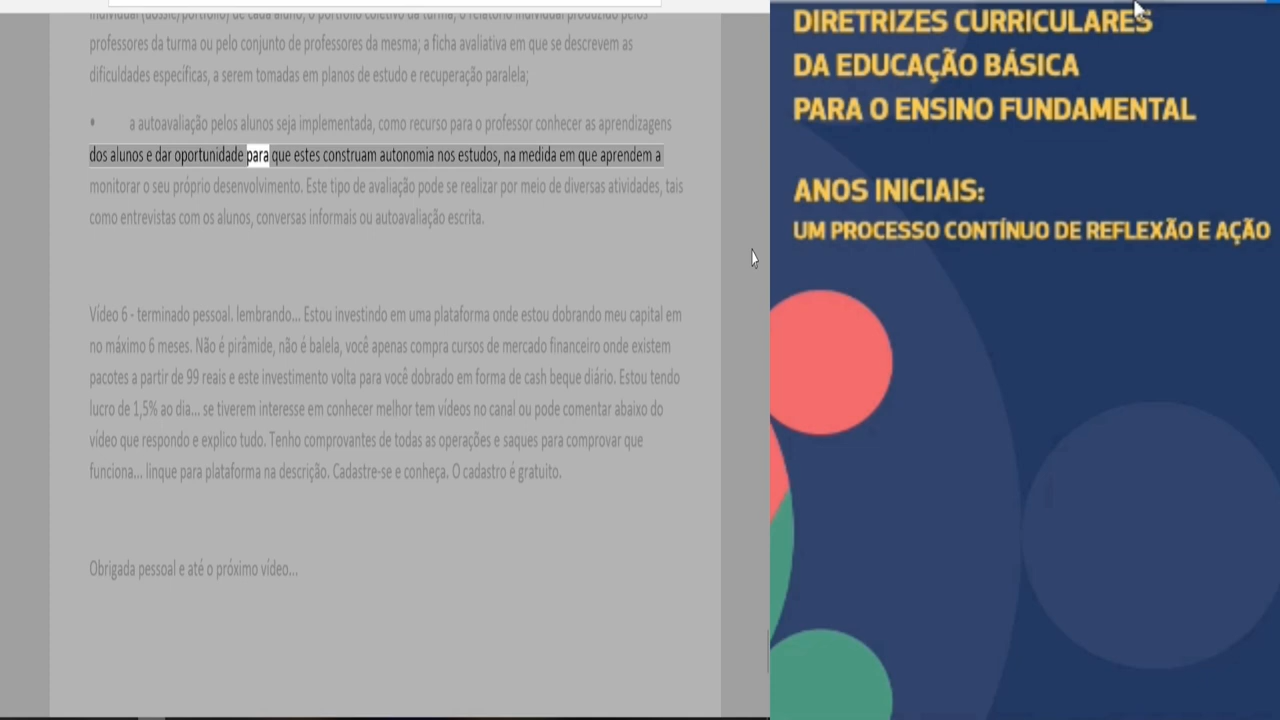 individual (dossiê/portfólio) de cada aluno, o portfólio coletivo da turma, o relatório individual produzido pelos
professores da turma ou pelo conjunto de professores da mesma; a ficha avaliativa em que se descrevem as
dificuldades específicas, a serem tomadas em planos de estudo e recuperação paralela;
• a autoavaliação pelos alunos seja implementada, como recurso para o professor conhecer as aprendizagens
dos alunos e dar oportunidade para que estes construam autonomia nos estudos, na medida em que aprendem a
monitorar o seu próprio desenvolvimento. Este tipo de avaliação pode se realizar por meio de diversas atividades, tais
como entrevistas com os alunos, conversas informais ou autoavaliação escrita.
Vídeo 6 - terminado pessoal. lembrando... Estou investindo em uma plataforma onde estou dobrando meu capital em
no máximo 6 meses. Não é pirâmide, não é balela, você apenas compra cursos de mercado financeiro onde existem
pacotes a partir de 99 reais e este investimento volta para você dobrado em forma de cash beque diário. Estou tendo
lucro de 1,5% ao dia... se tiverem interesse em conhecer melhor tem vídeos no canal ou pode comentar abaixo do
vídeo que respondo e explico tudo. Tenho comprovantes de todas as operações e saques para comprovar que
funciona... linque para plataforma na descrição. Cadastre-se e conheça. O cadastro é gratuito.
Obrigada pessoal e até o próximo vídeo...
DIRETRIZES CURRICULARES
DA EDUCAÇÃO BÁSICA
PARA O ENSINO FUNDAMENTAL
ANOS INICIAIS:
UM PROCESSO CONTÍNUO DE REFLEXÃO E AÇÃO